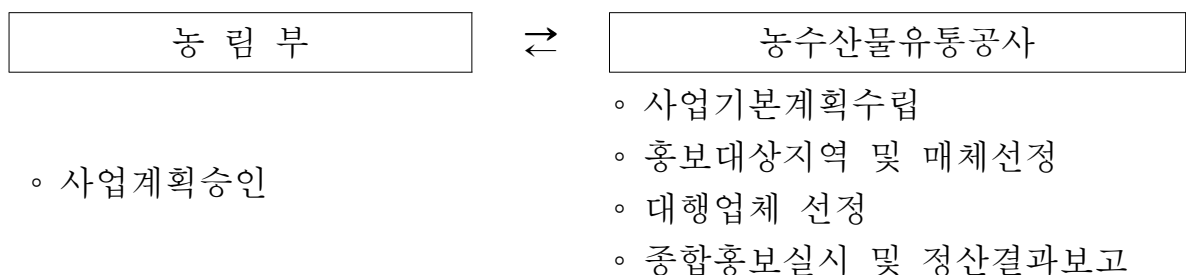 농 림 부 ⇄ 농수산물유통공사
◦ 사업계획승인
◦ 사업기본계획수립
◦ 홍보대상지역 및 매체선정
◦ 대행업체 선정
◦ 종합홍보실시 및 정산결과보고